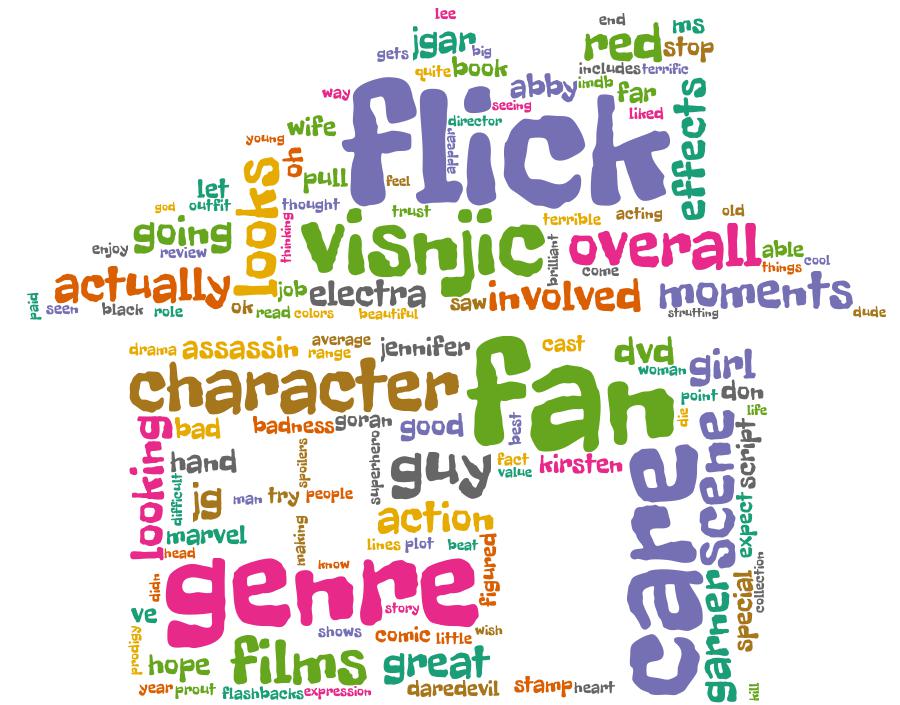 lee
end
ms
jgar
red
stop
gets
big
quite
book
includes
terrific
way
abby
imdb
far
effects
flick
seeing
liked
director
appear
young
wife
oh
pull
feel
looks
let
outfit
god
thought
trust
terrible
acting
old
going
review
thinking
visnjic
overall
able
enjoy
brilliant
come
things
cool
actually
job
electra
saw
involved
moments
paid
seen
black
role
ok
read
colors
beautiful
strutting
dude
drama
assassin
average
range
jennifer
fan
cast
dvd
woman
girl
character
point
don
die
life
looking
bad
badness
goran
good
best
scene
script
hand
spoilers
superhero
guy
fact
value
kirsten
care
difficult
jg
man
try
people
action
expect
marvel
making
lines
plot
beat
figured
head
know
genre
didn
story
garner
special
collection
ve
shows
comic
little
wish
prodigy
hope
films
great
year
prout
flashbacks
expression
daredevil
stamp
heart
kill